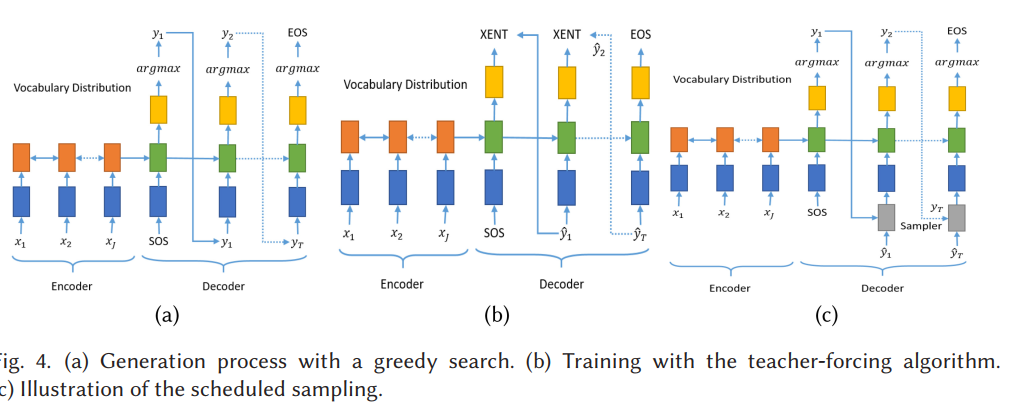 y₁ y₂ EOS
argmax argmax argmax
Vocabulary Distribution
x₁ x₂ x_J SOS y₁ y_T
Encoder Decoder
(a)
XENT XENT EOS
ŷ₂
Vocabulary Distribution
x₁ x₂ x_J SOS ŷ₁ ŷ_T
Encoder Decoder
(b)
y₁ y₂ EOS
argmax argmax argmax
Vocabulary Distribution
x₁ x₂ x_J SOS
y_T
Sampler
ŷ₁ ŷ_T
Encoder Decoder
(c)
ig. 4. (a) Generation process with a greedy search. (b) Training with the teacher-forcing algorithm.
c) Illustration of the scheduled sampling.